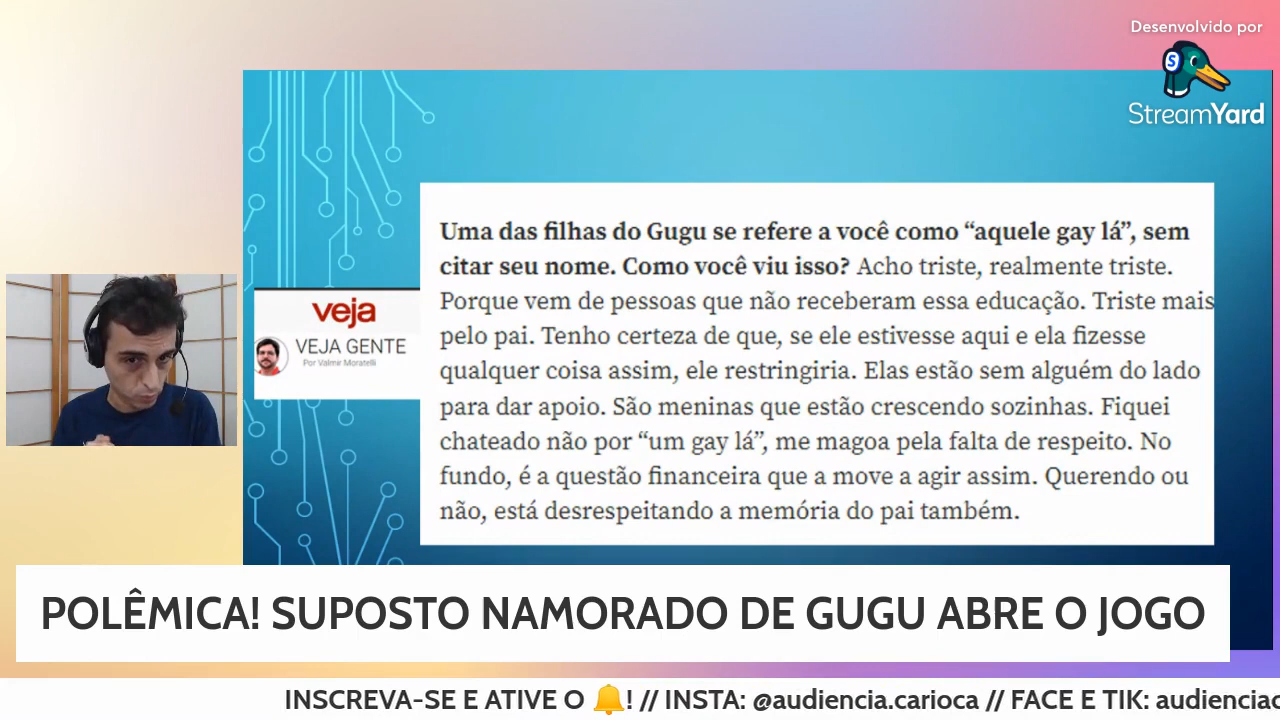 Desenvolvido por
S
StreamYard
Uma das filhas do Gugu se refere a você como “aquele gay lá”, sem
citar seu nome. Como você viu isso? Acho triste, realmente triste.
Porque vem de pessoas que não receberam essa educação. Triste mais
pelo pai. Tenho certeza de que, se ele estivesse aqui e ela fizesse
qualquer coisa assim, ele restringiria. Elas estão sem alguém do lado
para dar apoio. São meninas que estão crescendo sozinhas. Fiquei
chateado não por “um gay lá”, me magoa pela falta de respeito. No
fundo, é a questão financeira que a move a agir assim. Querendo ou
não, está desrespeitando a memória do pai também.
veja
VEJA GENTE
Por Valmir Moratelli
POLÊMICA! SUPOSTO NAMORADO DE GUGU ABRE O JOGO
INSCREVA-SE E ATIVE O 🔔! // INSTA: @audiencia.carioca // FACE E TIK: audienciac